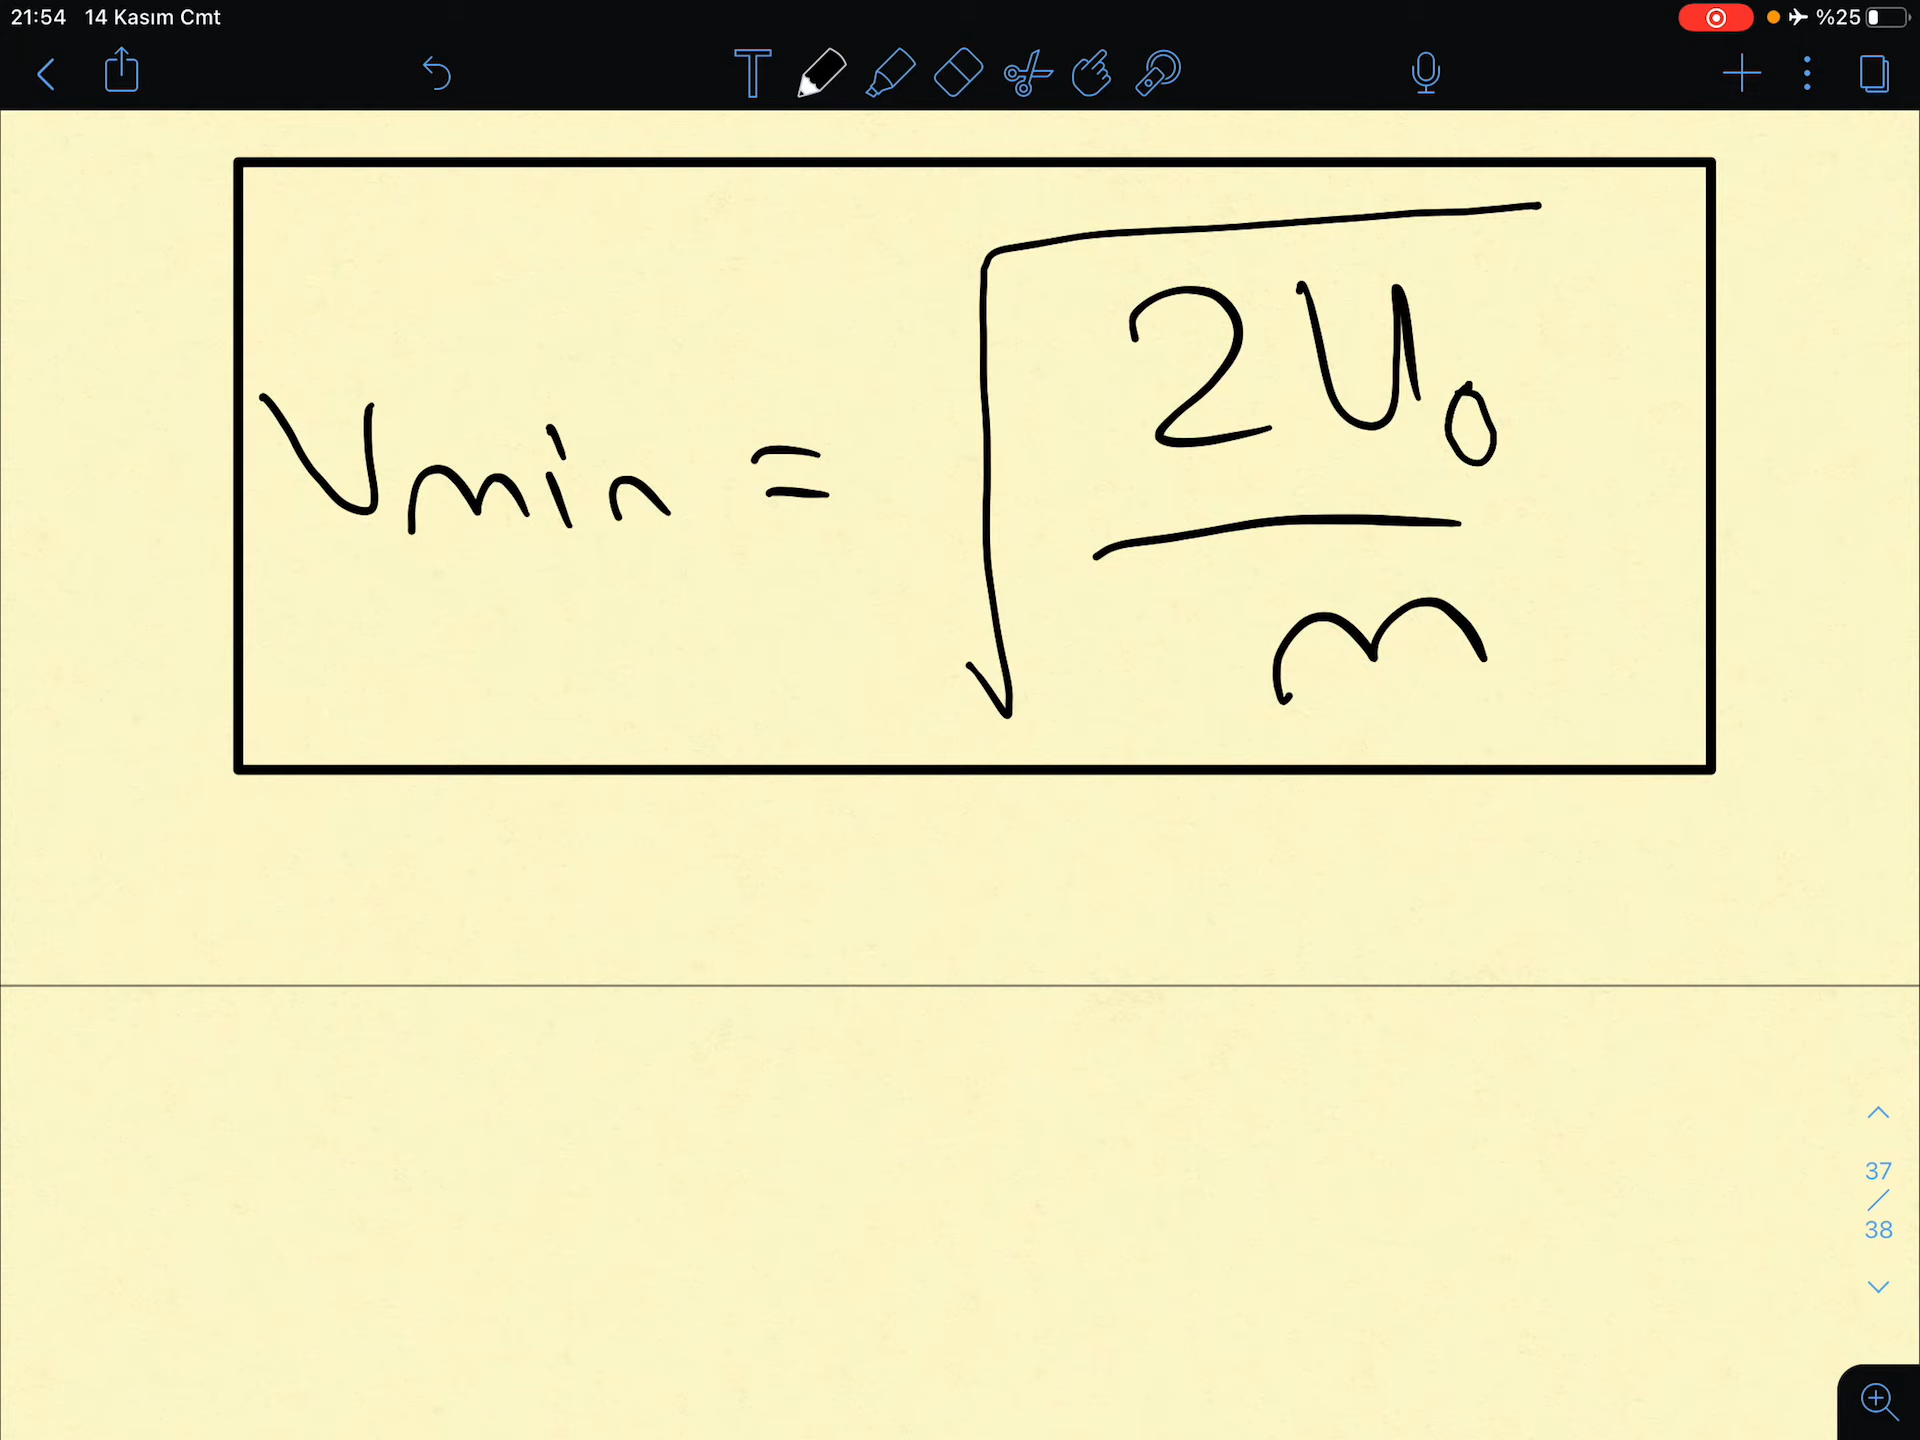 21:54 14 Kasım Cmt %25
T
Vmin = √(2U₀/m)
37
/
38